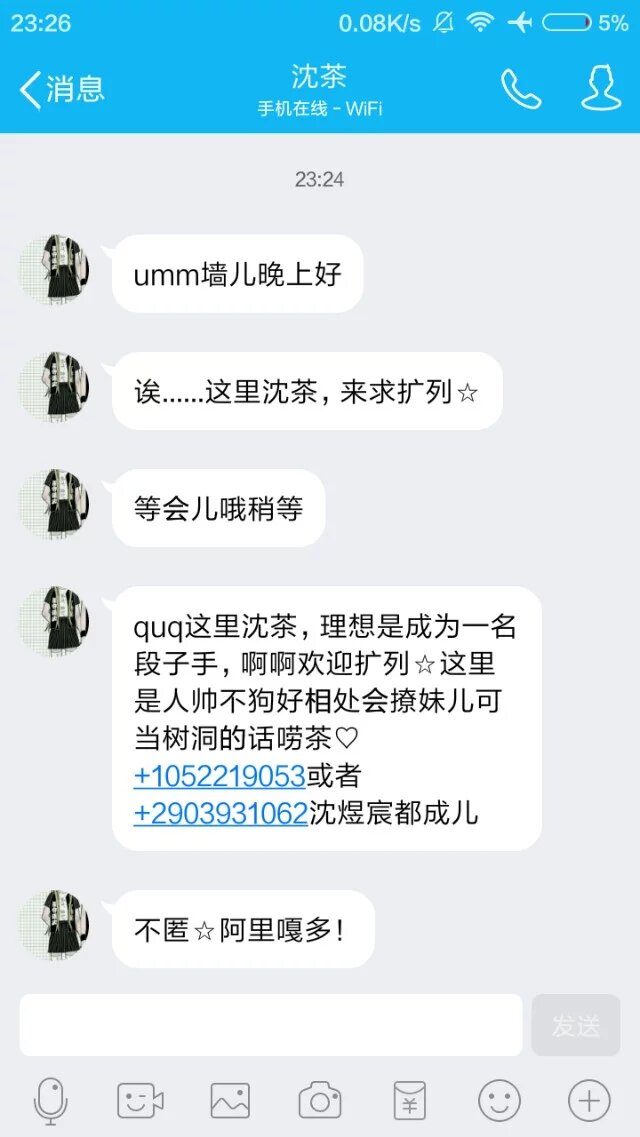 23:26 0.08K/s 5%
消息 沈茶
手机在线 - WiFi
23:24
umm墙儿晚上好
诶......这里沈茶，来求扩列☆
等会儿哦稍等
quq这里沈茶，理想是成为一名
段子手，啊啊欢迎扩列☆这里
是人帅不狗好相处会撩妹儿可
当树洞的话唠茶♡
+1052219053或者
+2903931062沈煜宸都成儿
不匿☆阿里嘎多！
发送